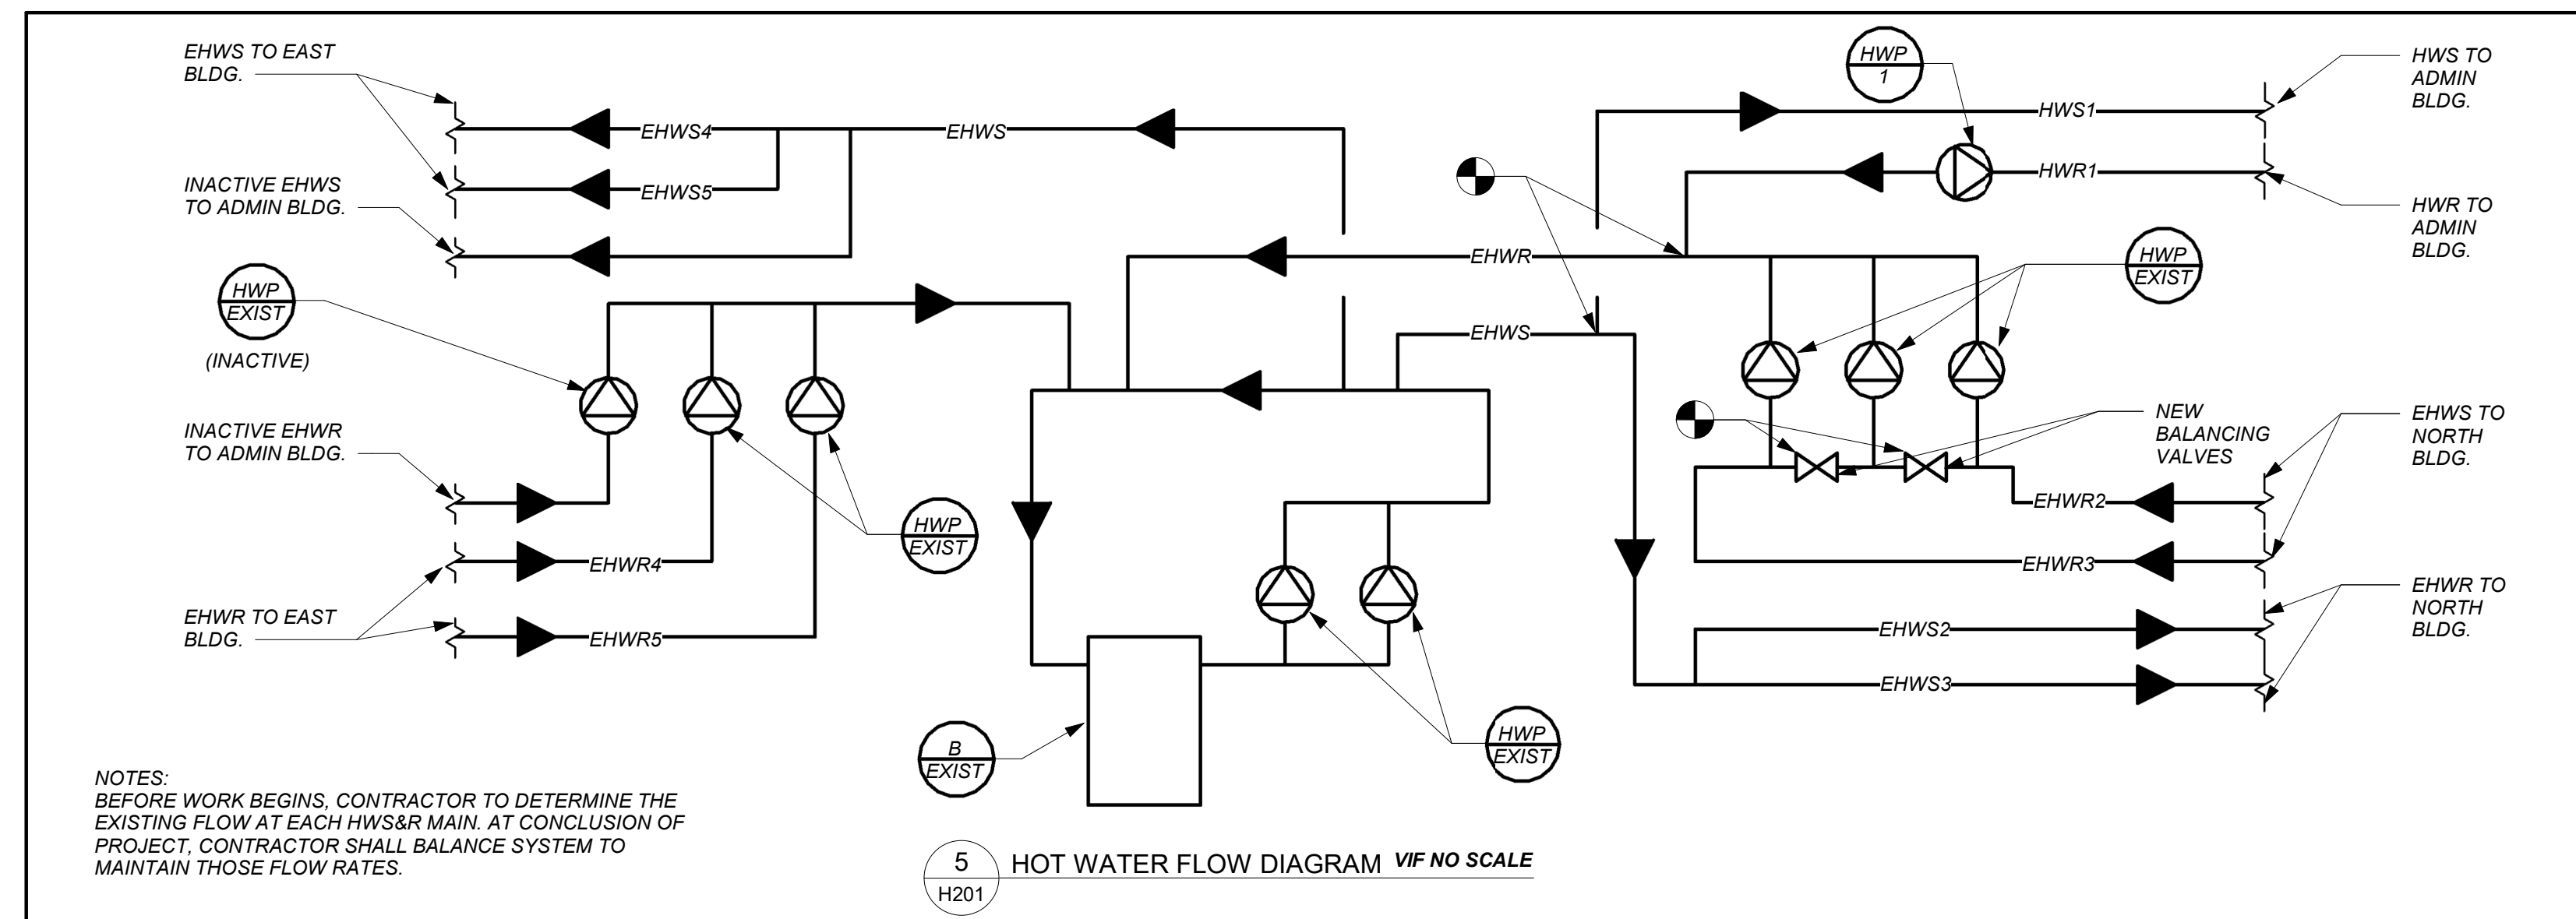 EHWS TO EAST
BLDG.
EHWS4
EHWS
EHWS5
INACTIVE EHWS
TO ADMIN BLDG.
HWP
EXIST
(INACTIVE)
INACTIVE EHWR
TO ADMIN BLDG.
EHWR4
EHWR TO EAST
BLDG.
EHWR5
HWP
EXIST
HWP
1
HWS1
HWS TO
ADMIN
BLDG.
HWR1
HWR TO
ADMIN
BLDG.
EHWR
EHWS
HWP
EXIST
NEW
BALANCING
VALVES
EHWS TO
NORTH
BLDG.
EHWR2
EHWR3
EHWR TO
NORTH
BLDG.
EHWS2
EHWS3
B
EXIST
HWP
EXIST
NOTES:
BEFORE WORK BEGINS, CONTRACTOR TO DETERMINE THE
EXISTING FLOW AT EACH HWS&R MAIN. AT CONCLUSION OF
PROJECT, CONTRACTOR SHALL BALANCE SYSTEM TO
MAINTAIN THOSE FLOW RATES.
5
H201
HOT WATER FLOW DIAGRAM VIF NO SCALE